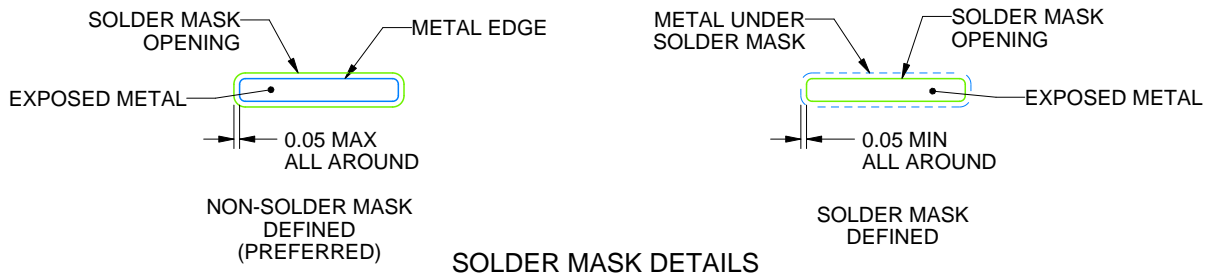 SOLDER MASK
OPENING
METAL EDGE
EXPOSED METAL
0.05 MAX
ALL AROUND
NON-SOLDER MASK
DEFINED
(PREFERRED)
METAL UNDER
SOLDER MASK
SOLDER MASK
OPENING
EXPOSED METAL
0.05 MIN
ALL AROUND
SOLDER MASK
DEFINED
SOLDER MASK DETAILS